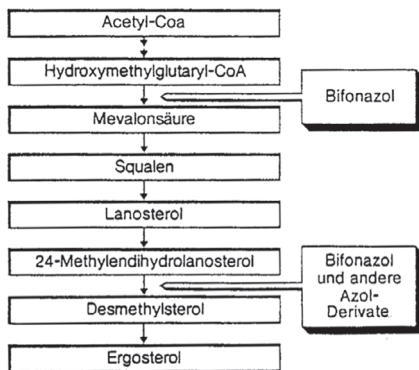 Acetyl-Coa
Hydroxymethylglutaryl-CoA
Bifonazol
Mevalonsäure
Squalen
Lanosterol
24-Methylendihydrolanosterol
Bifonazol
und andere
Azol-
Derivate
Desmethylsterol
Ergosterol